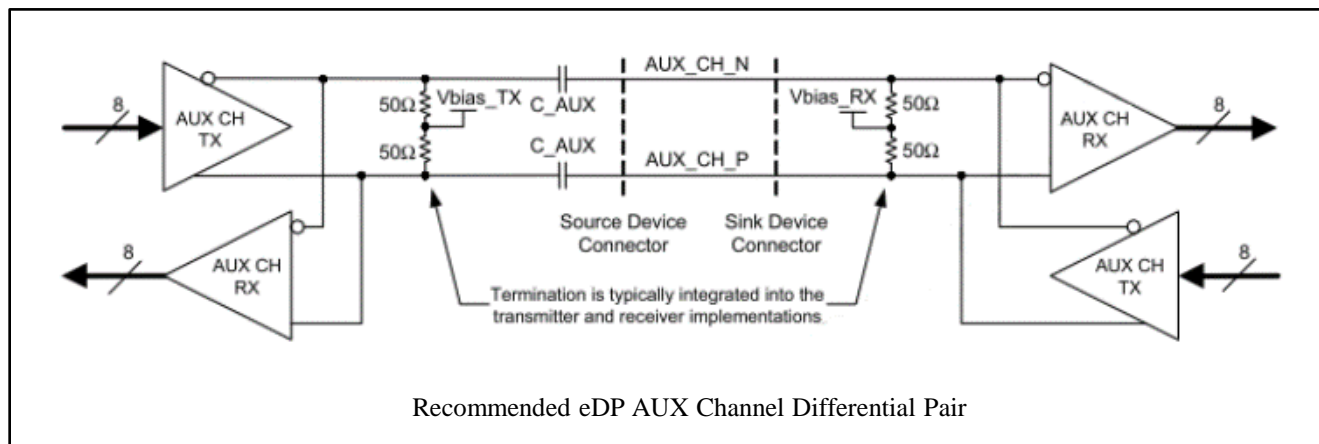 AUX_CH_N
Vbias_TX
Vbias_RX
8
50Ω
C_AUX
50Ω
8
AUX CH
TX
AUX CH
RX
50Ω
C_AUX
50Ω
AUX_CH_P
Source Device
Connector
Sink Device
Connector
8
AUX CH
RX
8
AUX CH
TX
Termination is typically integrated into the
transmitter and receiver implementations.
Recommended eDP AUX Channel Differential Pair